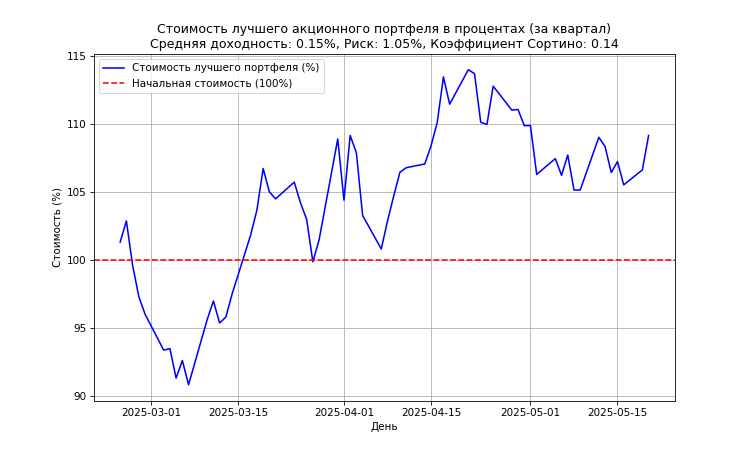 Стоимость лучшего акционного портфеля в процентах (за квартал)
Средняя доходность: 0.15%, Риск: 1.05%, Коэффициент Сортино: 0.14
Стоимость лучшего портфеля (%)
Начальная стоимость (100%)
Стоимость (%)
115
110
105
100
95
90
2025-03-01 2025-03-15 2025-04-01 2025-04-15 2025-05-01 2025-05-15
День